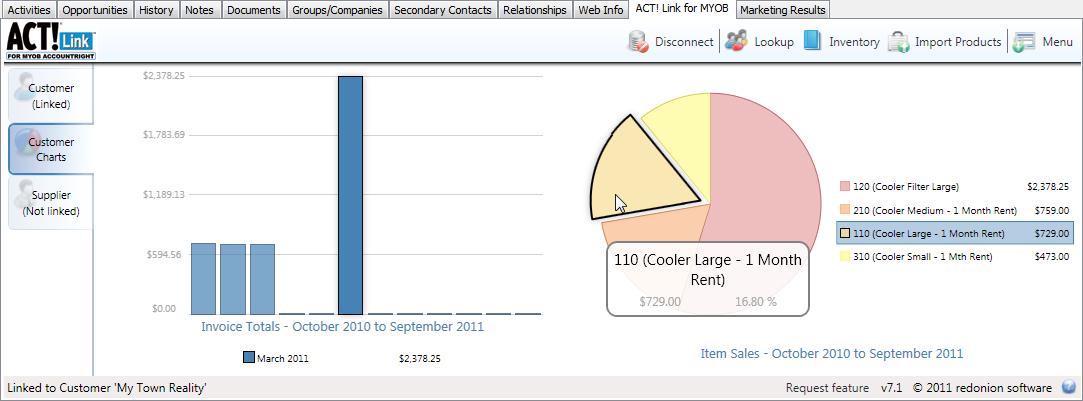 Activities Opportunities History Notes Documents Groups/Companies Secondary Contacts Relationships Web Info ACT! Link for MYOB Marketing Results
ACT! Link
FOR MYOB ACCOUNTRIGHT
Disconnect Lookup Inventory Import Products Menu
Customer
(Linked)
Customer
Charts
Supplier
(Not linked)
$2,378.25
$1,783.69
$1,189.13
$594.56
$0.00
Invoice Totals - October 2010 to September 2011
March 2011 $2,378.25
110 (Cooler Large - 1 Month
Rent)
$729.00 16.80 %
Item Sales - October 2010 to September 2011
120 (Cooler Filter Large) $2,378.25
210 (Cooler Medium - 1 Month Rent) $759.00
110 (Cooler Large - 1 Month Rent) $729.00
310 (Cooler Small - 1 Mth Rent) $473.00
Linked to Customer 'My Town Reality'
Request feature v7.1 © 2011 redonion software